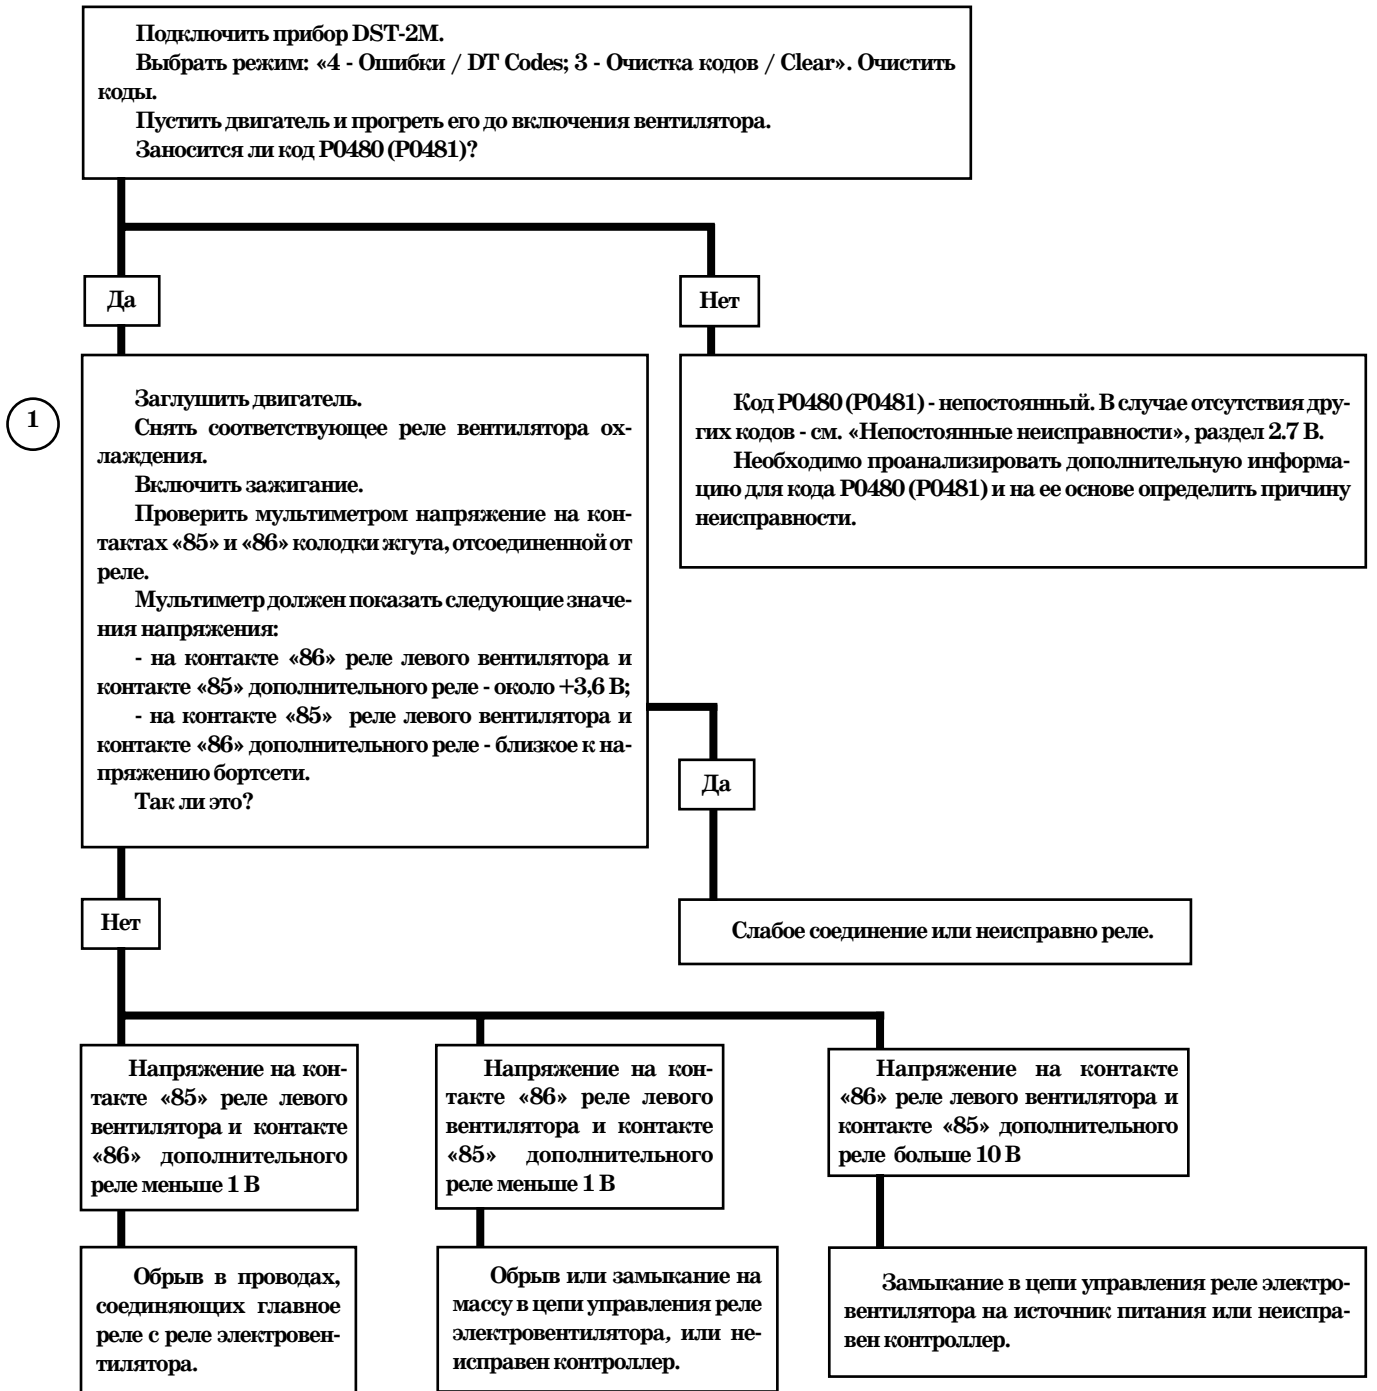 Подключить прибор DST-2M.
Выбрать режим: «4 - Ошибки / DT Codes; 3 - Очистка кодов / Clear». Очистить
коды.
Пустить двигатель и прогреть его до включения вентилятора.
Заносится ли код P0480 (P0481)?
Да
Нет
1
Заглушить двигатель.
Снять соответствующее реле вентилятора ох-
лаждения.
Включить зажигание.
Проверить мультиметром напряжение на кон-
тактах «85» и «86» колодки жгута, отсоединенной от
реле.
Мультиметр должен показать следующие значе-
ния напряжения:
- на контакте «86» реле левого вентилятора и
контакте «85» дополнительного реле - около +3,6 В;
- на контакте «85» реле левого вентилятора и
контакте «86» дополнительного реле - близкое к на-
пряжению бортсети.
Так ли это?
Код P0480 (P0481) - непостоянный. В случае отсутствия дру-
гих кодов - см. «Непостоянные неисправности», раздел 2.7 В.
Необходимо проанализировать дополнительную информа-
цию для кода P0480 (P0481) и на ее основе определить причину
неисправности.
Да
Нет
Слабое соединение или неисправно реле.
Напряжение на кон-
такте «85» реле левого
вентилятора и контакте
«86» дополнительного
реле меньше 1 В
Напряжение на кон-
такте «86» реле левого
вентилятора и контакте
«85» дополнительного
реле меньше 1 В
Напряжение на контакте
«86» реле левого вентилятора и
контакте «85» дополнительного
реле больше 10 В
Обрыв в проводах,
соединяющих главное
реле с реле электровен-
тилятора.
Обрыв или замыкание на
массу в цепи управления реле
электровентилятора, или не-
исправен контроллер.
Замыкание в цепи управления реле электро-
вентилятора на источник питания или неиспра-
вен контроллер.